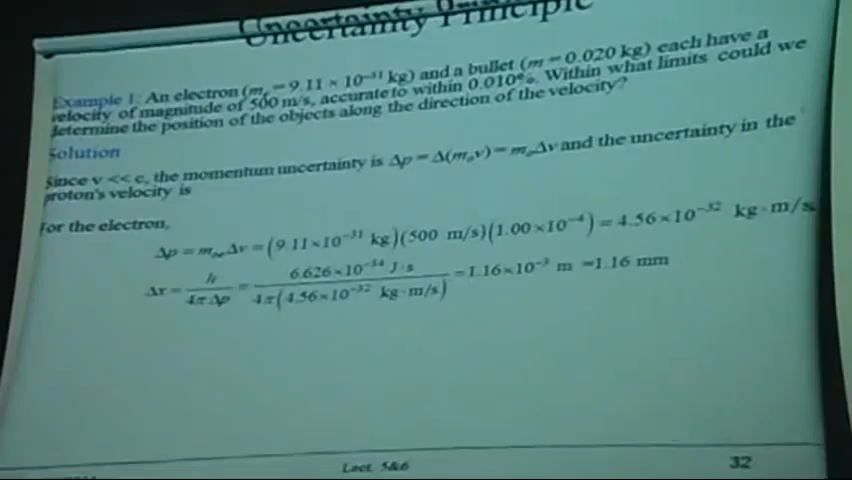 Uncertainty Principle
Example 1: An electron (mₑ = 9.11 × 10⁻³¹ kg) and a bullet (m = 0.020 kg) each have a
velocity of magnitude of 500 m/s, accurate to within 0.010%. Within what limits could we
determine the position of the objects along the direction of the velocity?
Solution
Since v << c, the momentum uncertainty is Δp = Δ(mₒv) = mₒΔv and the uncertainty in the
proton's velocity is
For the electron,
Δp = mₒₑΔv = (9.11×10⁻³¹ kg)(500 m/s)(1.00×10⁻⁴) = 4.56×10⁻³² kg·m/s
Δx = h / 4π Δp = 6.626×10⁻³⁴ J·s / 4π(4.56×10⁻³² kg·m/s) = 1.16×10⁻³ m =1.16 mm
Lect. 5&6
32